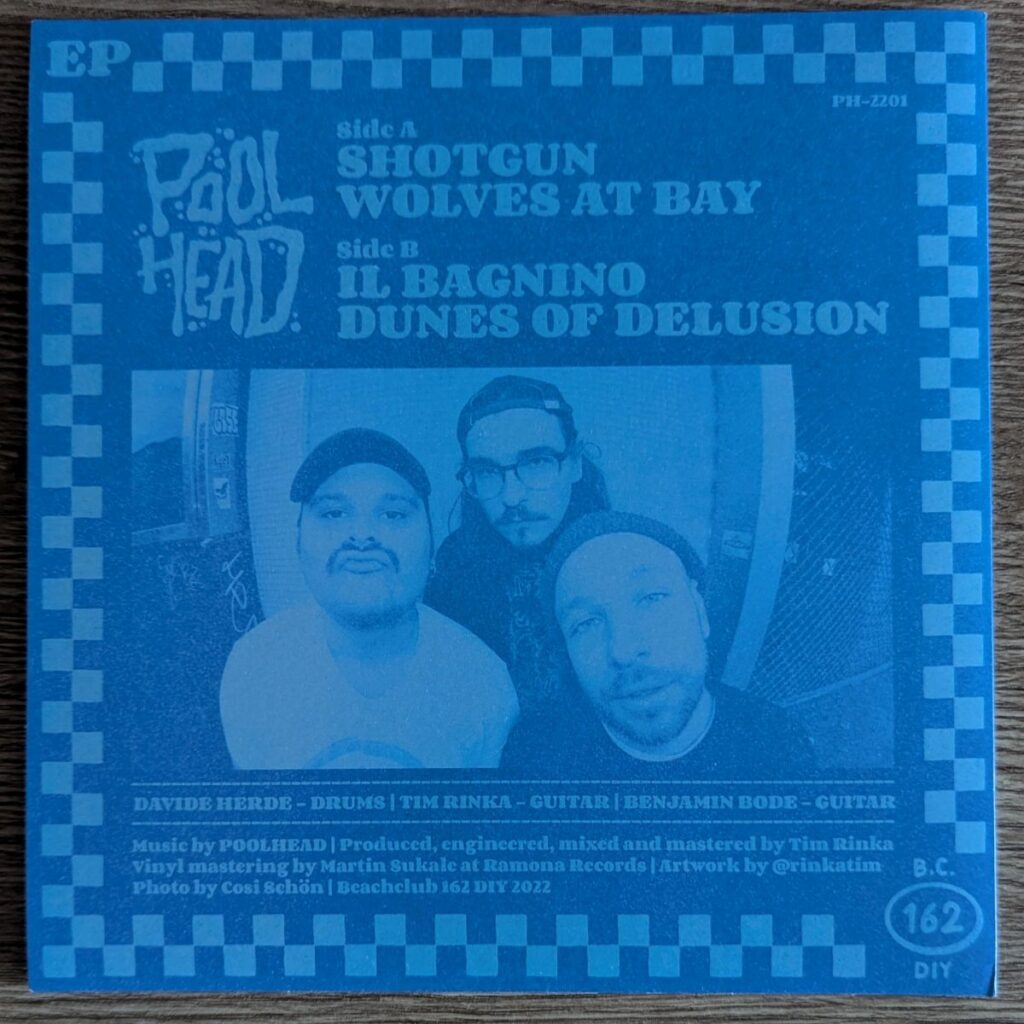 EP
PH-2201
POOL
HEAD
Side A
SHOTGUN
WOLVES AT BAY
Side B
IL BAGNINO
DUNES OF DELUSION
DAVIDE HERDE – DRUMS | TIM RINKA – GUITAR | BENJAMIN BODE – GUITAR
Music by POOLHEAD | Produced, engineered, mixed and mastered by Tim Rinka
Vinyl mastering by Martin Sukale at Ramona Records | Artwork by @rinkatim
Photo by Cosi Schön | Beachclub 162 DIY 2022
B.C.
162
DIY